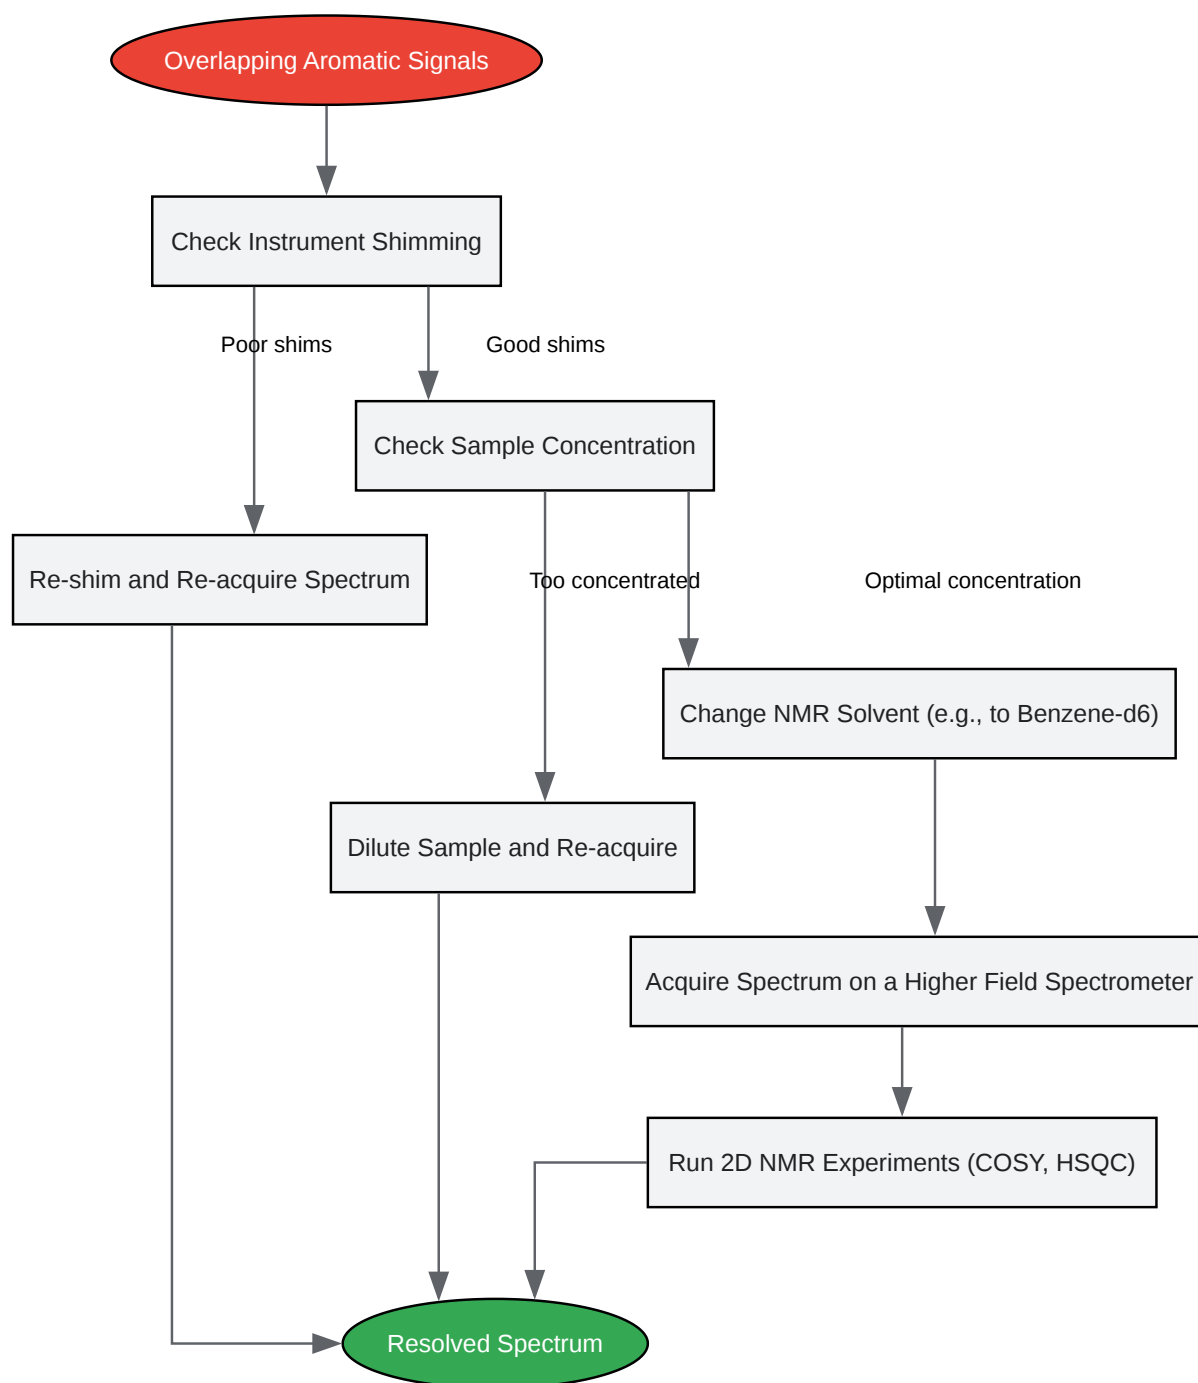 Overlapping Aromatic Signals
Check Instrument Shimming
Poor shims
Good shims
Check Sample Concentration
Re-shim and Re-acquire Spectrum
Too concentrated
Optimal concentration
Change NMR Solvent (e.g., to Benzene-d6)
Dilute Sample and Re-acquire
Acquire Spectrum on a Higher Field Spectrometer
Run 2D NMR Experiments (COSY, HSQC)
Resolved Spectrum